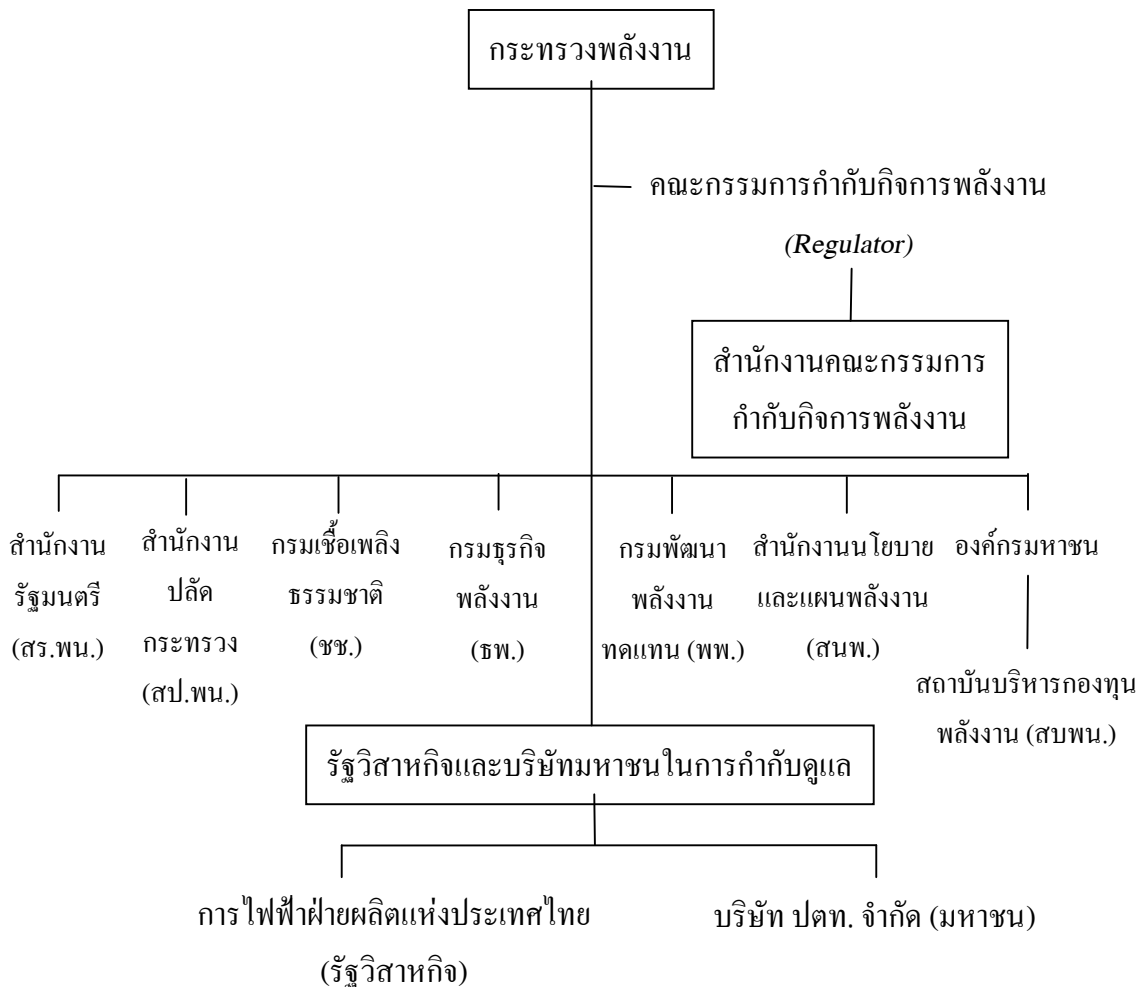 กระทรวงพลังงาน
คณะกรรมการกำกับกิจการพลังงาน
(Regulator)
สำนักงานคณะกรรมการ
กำกับกิจการพลังงาน
สำนักงาน
รัฐมนตรี
(สร.พน.)
สำนักงาน
ปลัด
กระทรวง
(สป.พน.)
กรมเชื้อเพลิง
ธรรมชาติ
(ชช.)
กรมธุรกิจ
พลังงาน
(ธพ.)
กรมพัฒนา
พลังงาน
ทดแทน (พพ.)
สำนักงานนโยบาย
และแผนพลังงาน
(สนพ.)
องค์กรมหาชน
สถาบันบริหารกองทุน
พลังงาน (สบพน.)
รัฐวิสาหกิจและบริษัทมหาชนในการกำกับดูแล
การไฟฟ้าฝ่ายผลิตแห่งประเทศไทย
(รัฐวิสาหกิจ)
บริษัท ปตท. จำกัด (มหาชน)